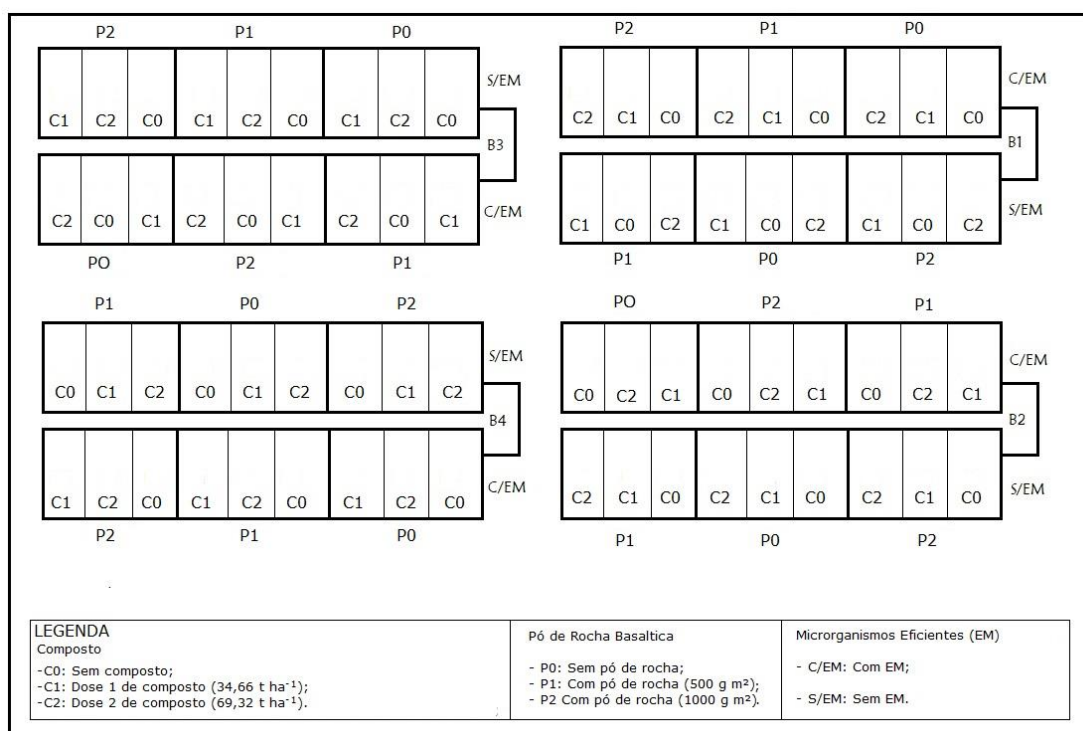 P2 P1 P0
S/EM
C1 C2 C0 C1 C2 C0 C1 C2 C0
B3
C2 C0 C1 C2 C0 C1 C2 C0 C1
C/EM
PO P2 P1
P2 P1 P0
C/EM
C2 C1 C0 C2 C1 C0 C2 C1 C0
B1
S/EM
C1 C0 C2 C1 C0 C2 C1 C0 C2
P1 P0 P2
P1 P0 P2
S/EM
C0 C1 C2 C0 C1 C2 C0 C1 C2
B4
C/EM
C1 C2 C0 C1 C2 C0 C1 C2 C0
P2 P1 P0
PO P2 P1
C/EM
C0 C2 C1 C0 C2 C1 C0 C2 C1
B2
S/EM
C2 C1 C0 C2 C1 C0 C2 C1 C0
P1 P0 P2
LEGENDA
Composto
-C0: Sem composto;
-C1: Dose 1 de composto (34,66 t ha⁻¹);
-C2: Dose 2 de composto (69,32 t ha⁻¹).
Pó de Rocha Basaltica
- P0: Sem pó de rocha;
- P1: Com pó de rocha (500 g m²);
- P2 Com pó de rocha (1000 g m²).
Microrganismos Eficientes (EM)
- C/EM: Com EM;
- S/EM: Sem EM.